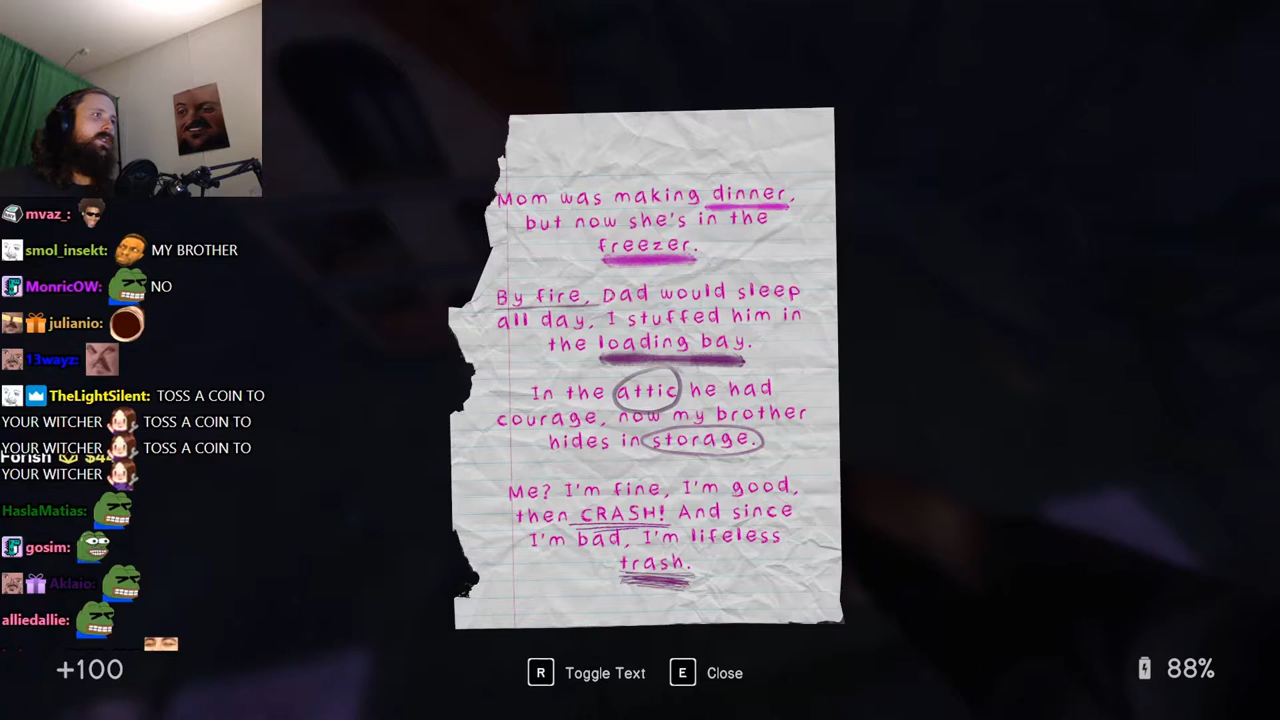 mvaz_:
smol_insekt: MY BROTHER
MonricOW: NO
julianio:
13wayz:
TheLightSilent: TOSS A COIN TO
YOUR WITCHER TOSS A COIN TO
YOUR WITCHER TOSS A COIN TO
YOUR WITCHER
HaslaMatias:
gosim:
Aklaio:
alliedallie:
+100
Mom was making dinner,
but now she's in the
freezer.
By fire, Dad would sleep
all day, I stuffed him in
the loading bay.
In the attic he had
courage, now my brother
hides in storage.
Me? I'm fine, I'm good,
then CRASH! And since
I'm bad, I'm lifeless
trash.
R Toggle Text E Close
88%